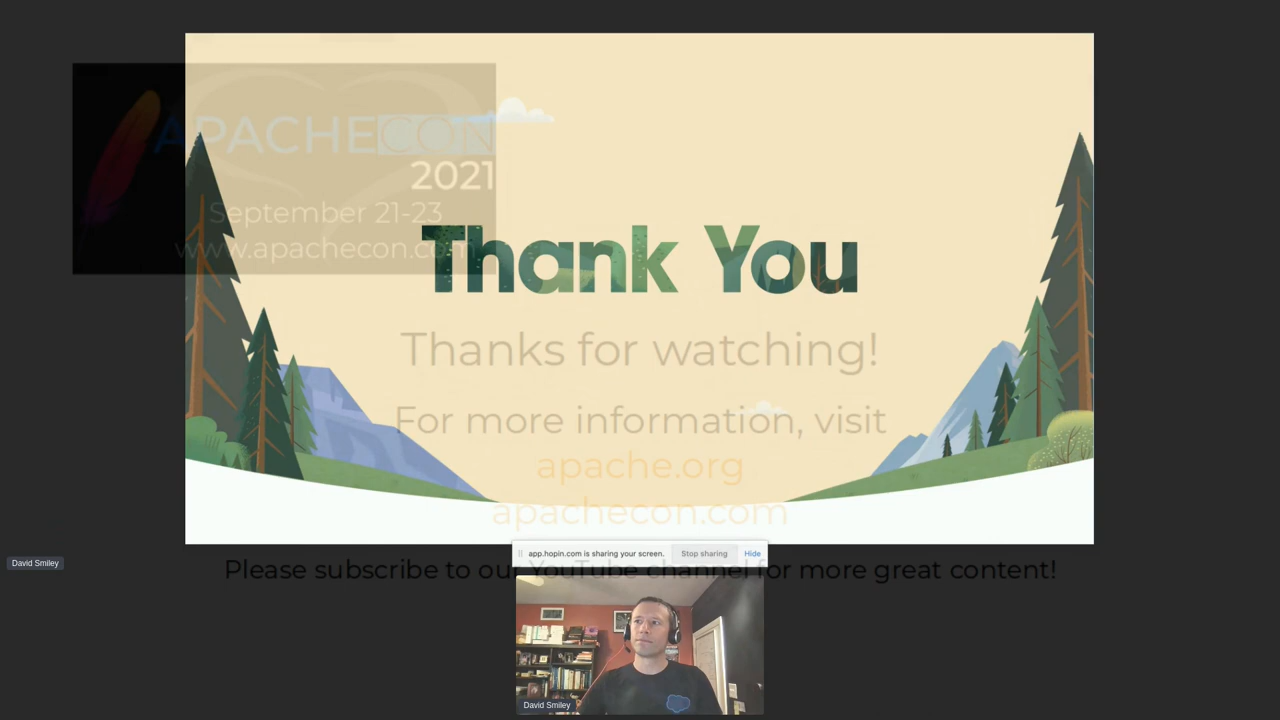 APACHECON
2021
September 21-23
www.apachecon.com
Thank You
Thanks for watching!
For more information, visit
apache.org
apachecon.com
app.hopin.com is sharing your screen. Stop sharing Hide
David Smiley
Please subscribe to our YouTube channel for more great content!
David Smiley